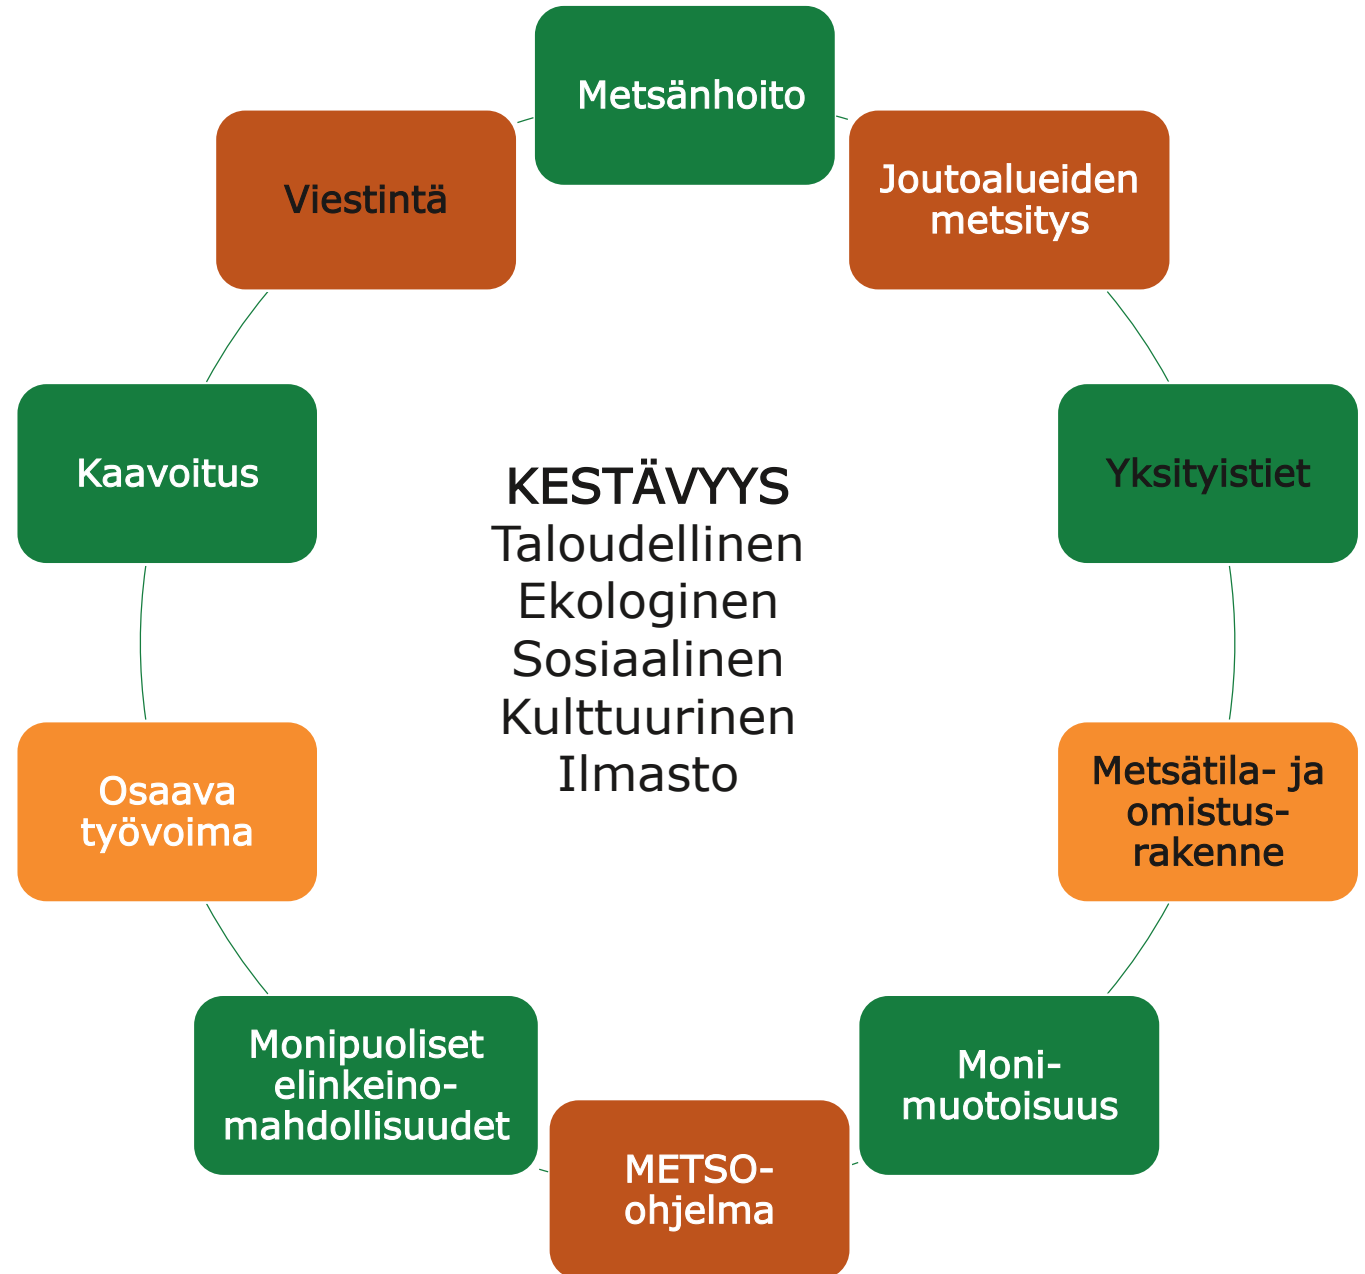 Metsänhoito
Joutoalueiden
metsitys
Yksityistiet
Metsätila- ja
omistus-
rakenne
Moni-
muotoisuus
METSO-
ohjelma
Monipuoliset
elinkeino-
mahdollisuudet
Osaava
työvoima
Kaavoitus
Viestintä
KESTÄVYYS
Taloudellinen
Ekologinen
Sosiaalinen
Kulttuurinen
Ilmasto